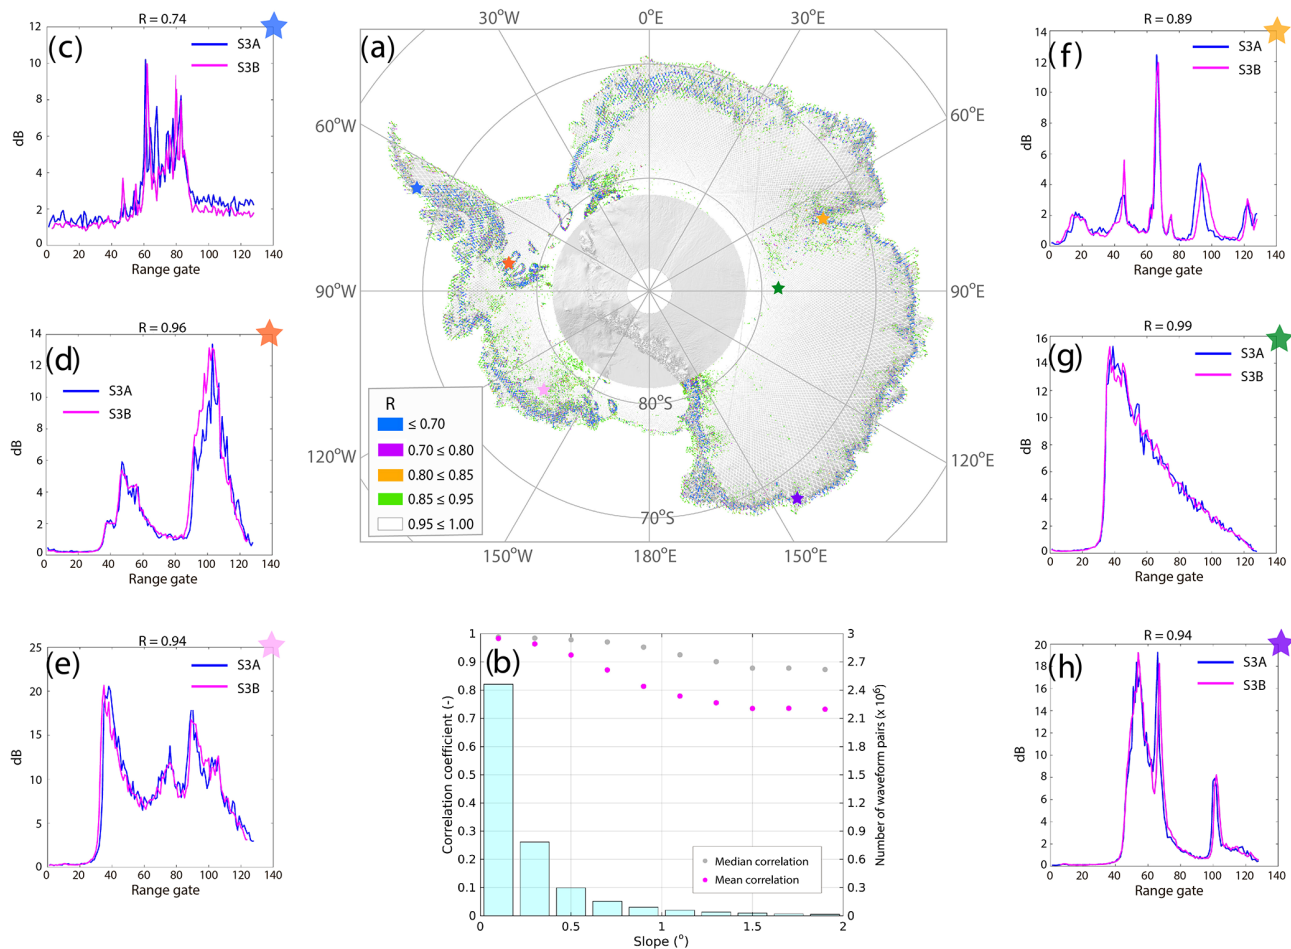 R = 0.74
(c)
S3A
S3B
12
10
8
6
4
2
0
dB
0 20 40 60 80 100 120 140
Range gate
R = 0.96
(d)
S3A
S3B
14
12
10
8
6
4
2
0
dB
0 20 40 60 80 100 120 140
Range gate
R = 0.94
(e)
S3A
S3B
25
20
15
10
5
0
dB
0 20 40 60 80 100 120 140
Range gate
30°W 0°E 30°E
(a)
60°W
60°E
90°W
90°E
120°W
120°E
80°S
70°S
150°W 180°E 150°E
R
≤ 0.70
0.70 ≤ 0.80
0.80 ≤ 0.85
0.85 ≤ 0.95
0.95 ≤ 1.00
(b)
1
0.9
0.8
0.7
0.6
0.5
0.4
0.3
0.2
0.1
0
Correlation coefficient (-)
3
2.7
2.4
2.1
1.8
1.5
1.2
0.9
0.6
0.3
0
Number of waveform pairs (x 10⁶)
Median correlation
Mean correlation
0 0.5 1 1.5 2
Slope (°)
R = 0.89
(f)
S3A
S3B
14
12
10
8
6
4
2
0
dB
0 20 40 60 80 100 120 140
Range gate
R = 0.99
(g)
S3A
S3B
16
14
12
10
8
6
4
2
0
dB
0 20 40 60 80 100 120 140
Range gate
R = 0.94
(h)
S3A
S3B
20
18
16
14
12
10
8
6
4
2
0
dB
0 20 40 60 80 100 120 140
Range gate